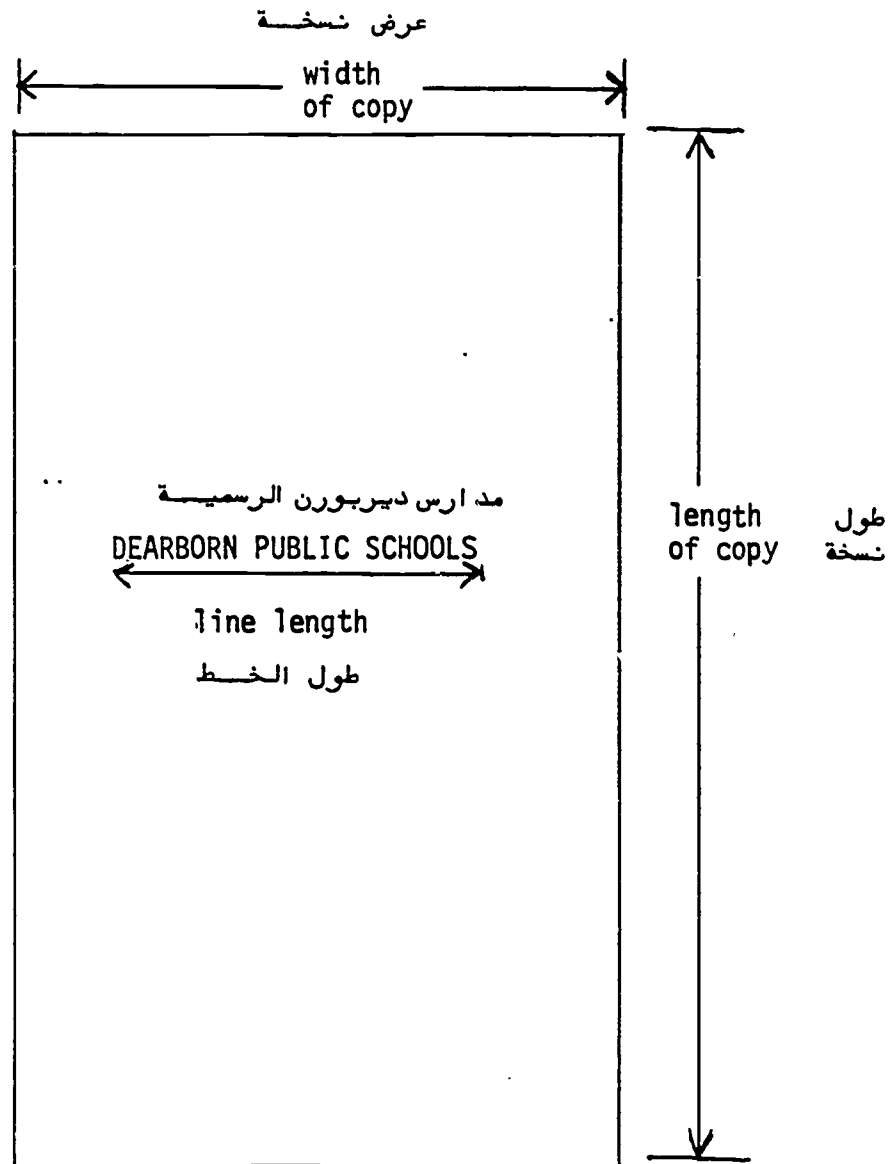 عرض نسخة
width
of copy
مدارس ديربورن الرسمية
DEARBORN PUBLIC SCHOOLS
line length
طول الخط
length
of copy
طول
نسخة